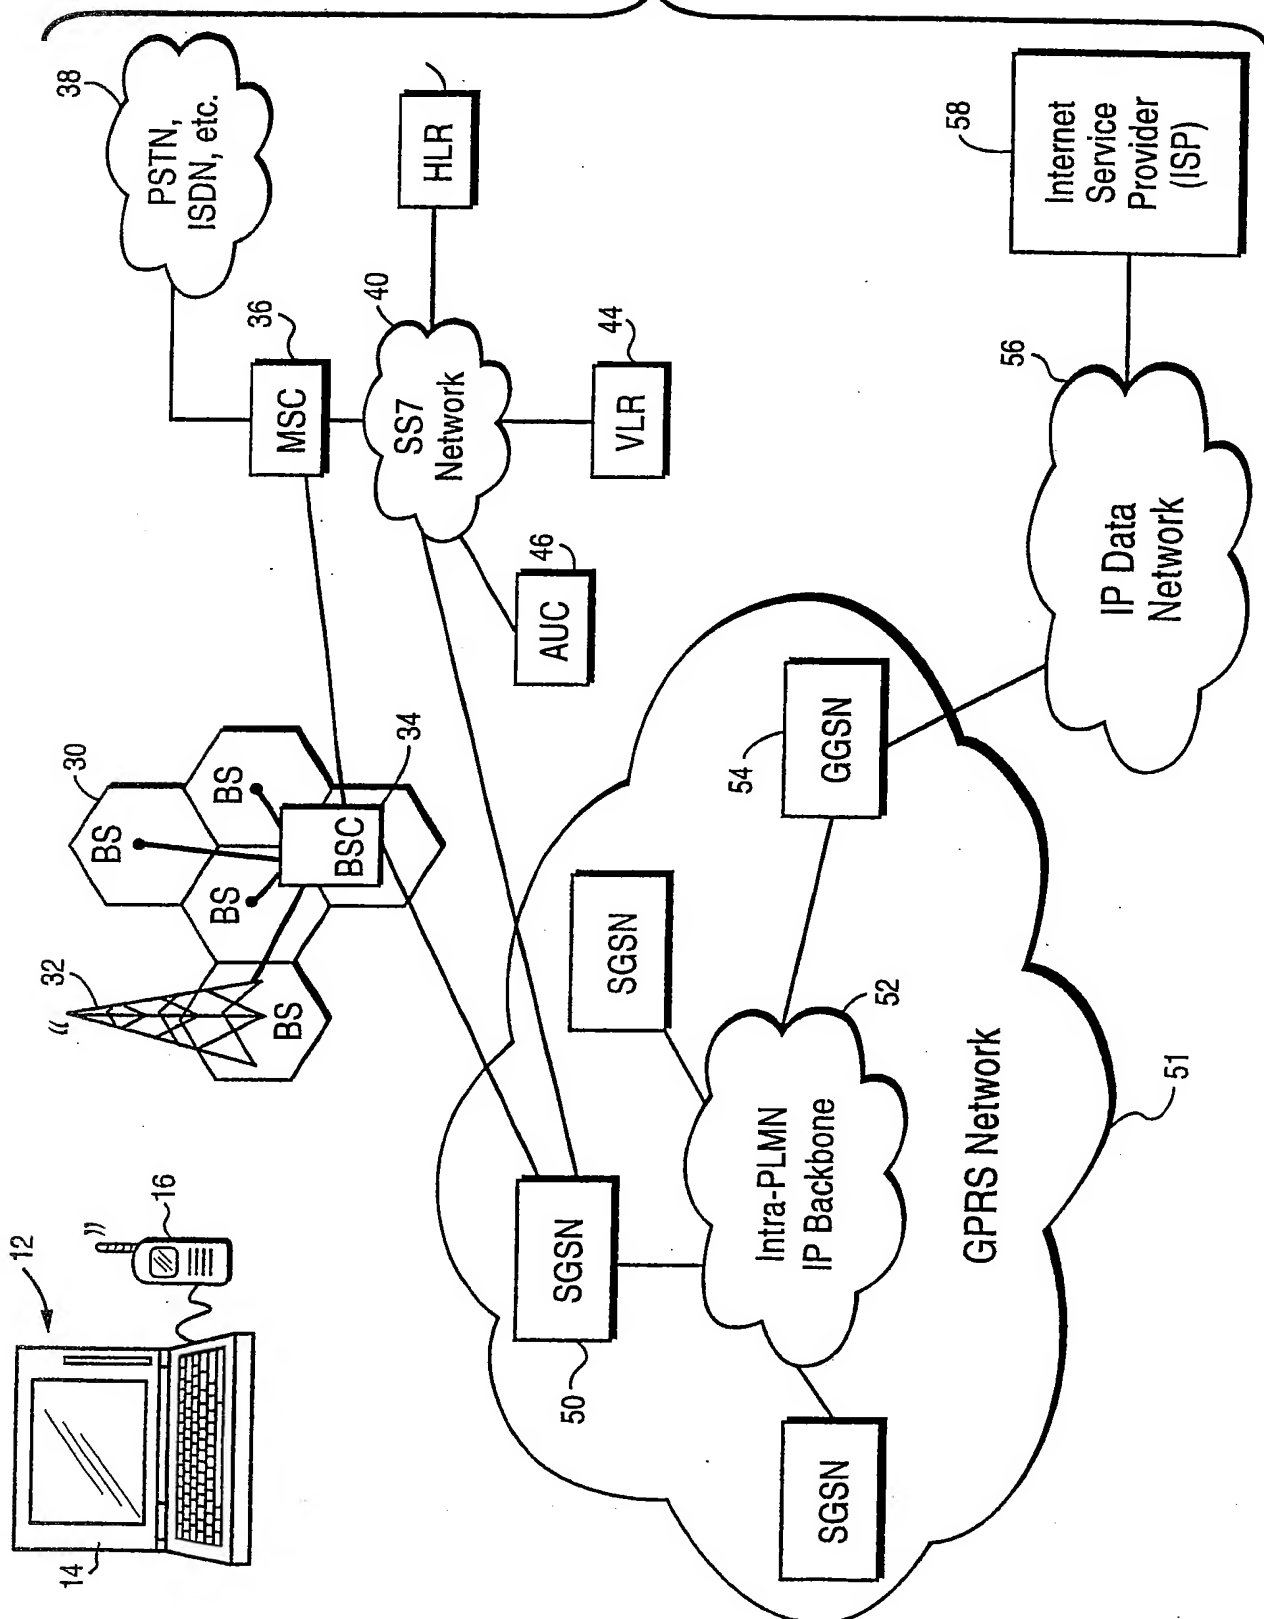 12
14
16
32
BS
BS
30
BS
BS
BSC
34
38
PSTN,
ISDN, etc.
36
MSC
40
SS7
Network
HLR
44
VLR
46
AUC
50
SGSN
SGSN
SGSN
Intra-PLMN
IP Backbone
52
54
GGSN
GPRS Network
51
56
IP Data
Network
58
Internet
Service
Provider
(ISP)